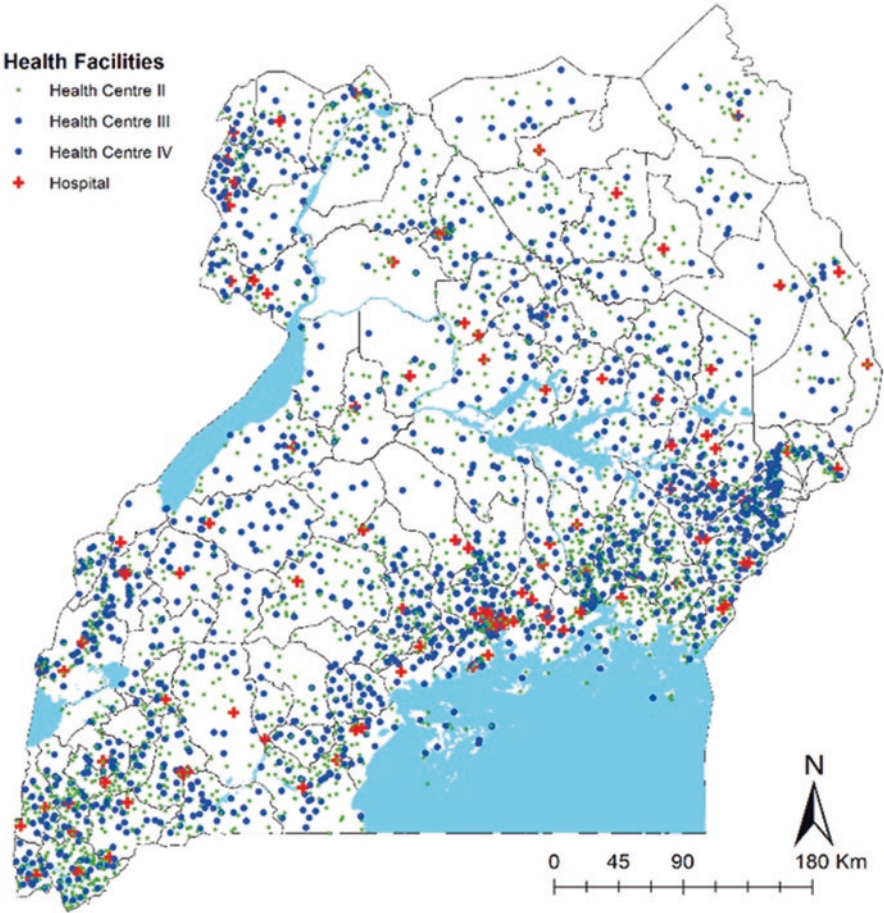 Health Facilities
Health Centre II
Health Centre III
Health Centre IV
Hospital
N
0 45 90 180 Km